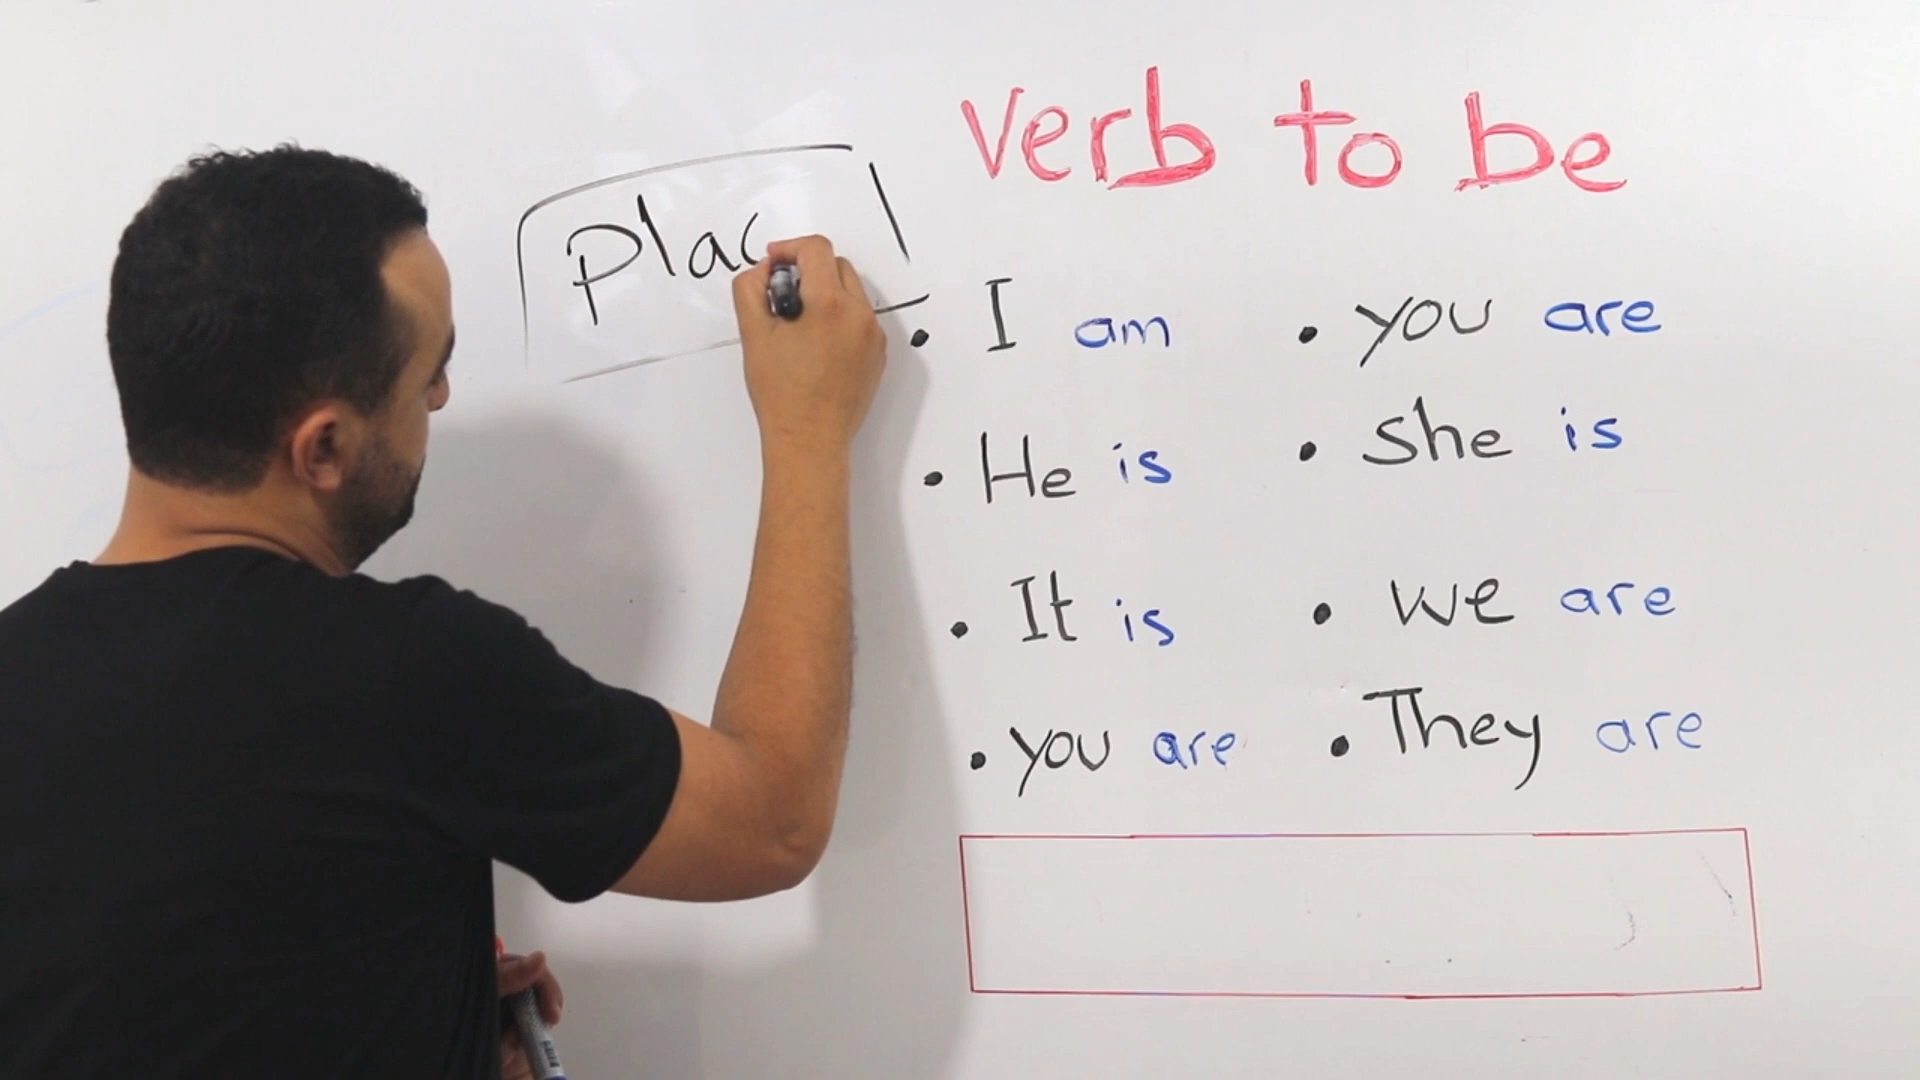 Verb to be
Plac
• I am • you are
• He is • She is
• It is • we are
• you are • They are